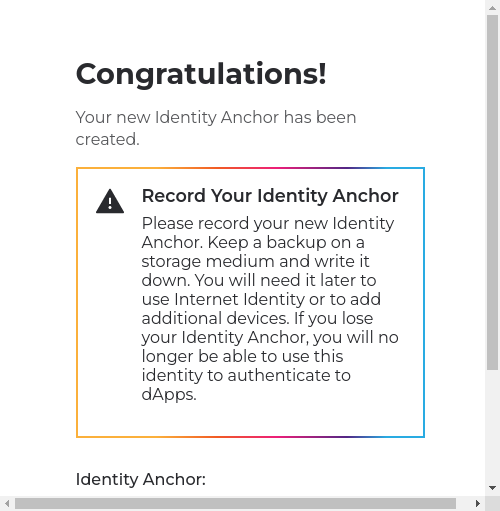 Congratulations!
Your new Identity Anchor has been
created.
Record Your Identity Anchor
Please record your new Identity
Anchor. Keep a backup on a
storage medium and write it
down. You will need it later to
use Internet Identity or to add
additional devices. If you lose
your Identity Anchor, you will no
longer be able to use this
identity to authenticate to
dApps.
Identity Anchor: